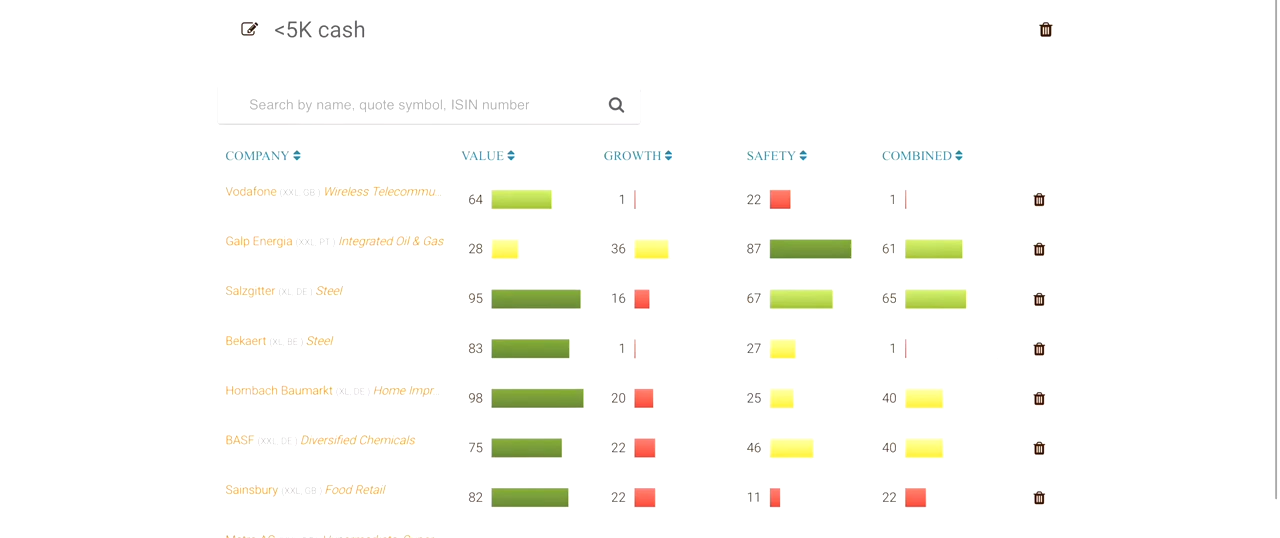 <5K cash
Search by name, quote symbol, ISIN number
COMPANY VALUE GROWTH SAFETY COMBINED
Vodafone (XXL, GB ) Wireless Telecommu... 64 1 22 1
Galp Energia (XXL, PT ) Integrated Oil & Gas 28 36 87 61
Salzgitter (XL, DE ) Steel 95 16 67 65
Bekaert (XL, BE ) Steel 83 1 27 1
Hornbach Baumarkt (XL, DE ) Home Impr... 98 20 25 40
BASF (XXL, DE ) Diversified Chemicals 75 22 46 40
Sainsbury (XXL, GB ) Food Retail 82 22 11 22